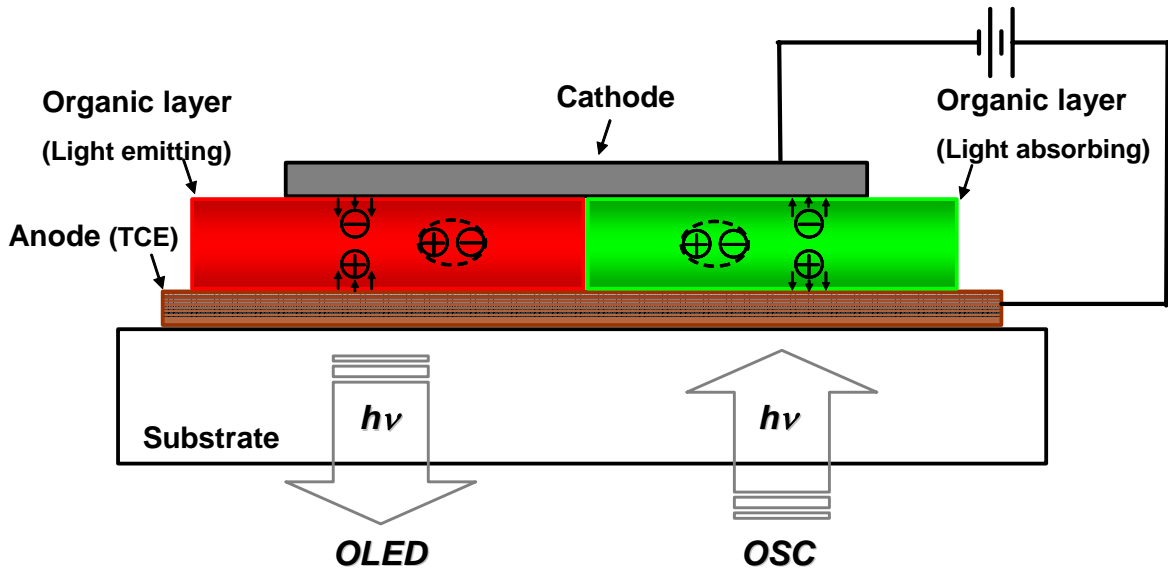 Organic layer
(Light emitting)
Cathode
Organic layer
(Light absorbing)
Anode (TCE)
Substrate
hν
hν
OLED
OSC